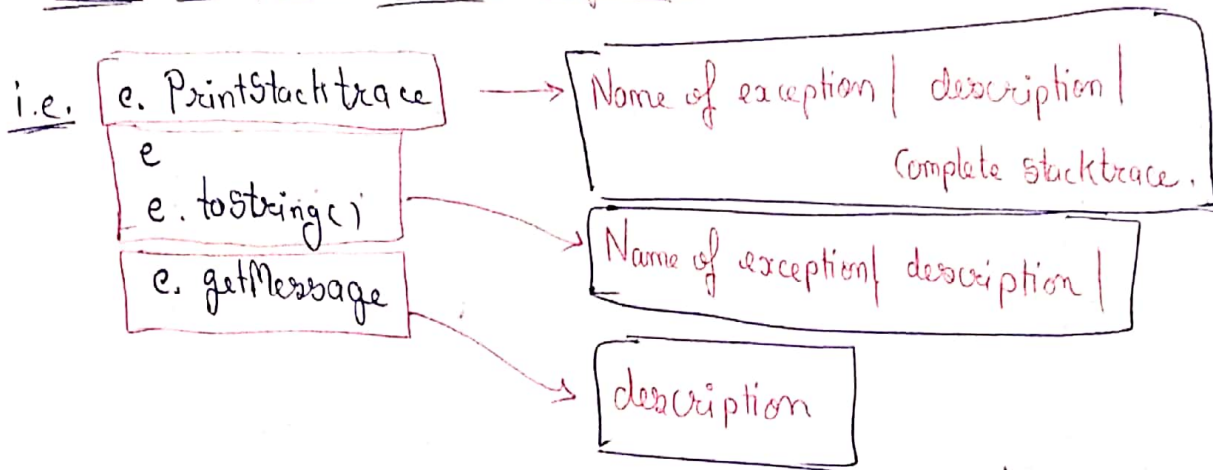 i.e. e. PrintStacktrace → Name of exception | description |
Complete stacktrace.
e
e. toString()
Name of exception | description |
e. getMessage
description